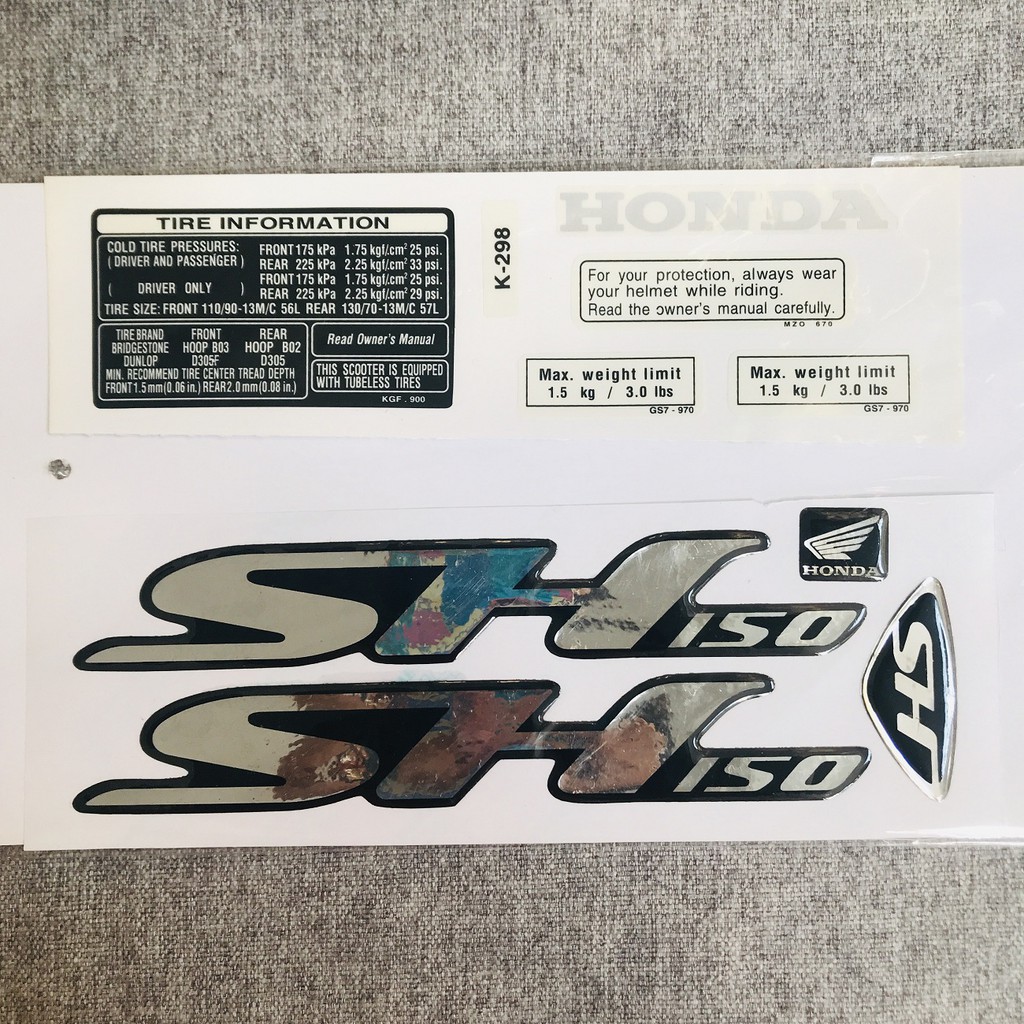 TIRE INFORMATION
COLD TIRE PRESSURES: FRONT 175 kPa 1.75 kgf/cm² 25 psi.
( DRIVER AND PASSENGER ) REAR 225 kPa 2.25 kgf/cm² 33 psi.
FRONT 175 kPa 1.75 kgf/cm² 25 psi.
( DRIVER ONLY ) REAR 225 kPa 2.25 kgf/cm² 29 psi.
TIRE SIZE: FRONT 110/90-13M/C 56L REAR 130/70-13M/C 57L
TIRE BRAND FRONT REAR
BRIDGESTONE HOOP B03 HOOP B02
DUNLOP D305F D305
MIN. RECOMMEND TIRE CENTER TREAD DEPTH
FRONT 1.5 mm (0.06 in.) REAR 2.0 mm (0.08 in.)
Read Owner's Manual
THIS SCOOTER IS EQUIPPED
WITH TUBELESS TIRES
KGF . 900
K-298
HONDA
For your protection, always wear
your helmet while riding.
Read the owner's manual carefully.
MZO 670
Max. weight limit
1.5 kg / 3.0 lbs
GS7 - 970
Max. weight limit
1.5 kg / 3.0 lbs
GS7 - 970
SH 150
HONDA
SH
SH 150